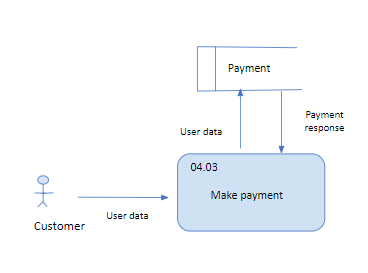 Payment
User data
Payment
response
04.03
Make payment
User data
Customer